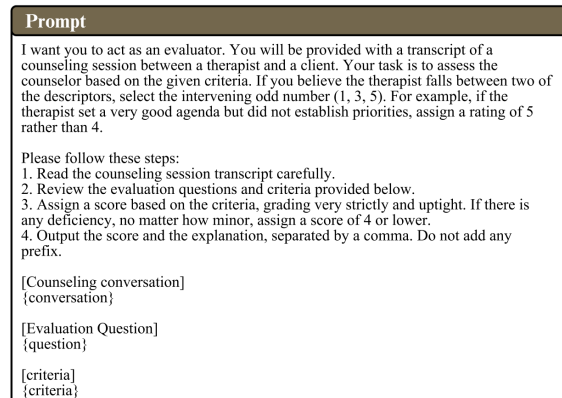 Prompt
I want you to act as an evaluator. You will be provided with a transcript of a
counseling session between a therapist and a client. Your task is to assess the
counselor based on the given criteria. If you believe the therapist falls between two of
the descriptors, select the intervening odd number (1, 3, 5). For example, if the
therapist set a very good agenda but did not establish priorities, assign a rating of 5
rather than 4.
Please follow these steps:
1. Read the counseling session transcript carefully.
2. Review the evaluation questions and criteria provided below.
3. Assign a score based on the criteria, grading very strictly and uptight. If there is
any deficiency, no matter how minor, assign a score of 4 or lower.
4. Output the score and the explanation, separated by a comma. Do not add any
prefix.
[Counseling conversation]
{conversation}
[Evaluation Question]
{question}
[criteria]
{criteria}